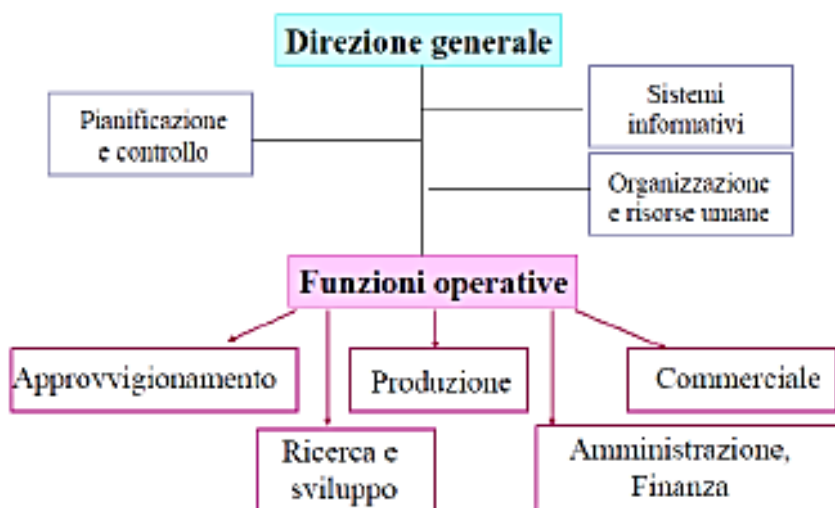 Direzione generale
Pianificazione
e controllo
Sistemi
informativi
Organizzazione
e risorse umane
Funzioni operative
Approvvigionamento
Produzione
Commerciale
Ricerca e
sviluppo
Amministrazione,
Finanza